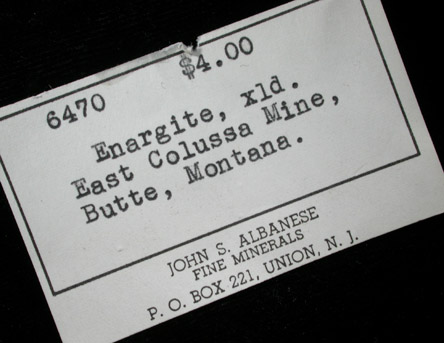 6470 $4.00
Enargite, xld.
East Colussa Mine,
Butte, Montana.
JOHN S. ALBANESE
FINE MINERALS
P. O. BOX 221, UNION, N. J.